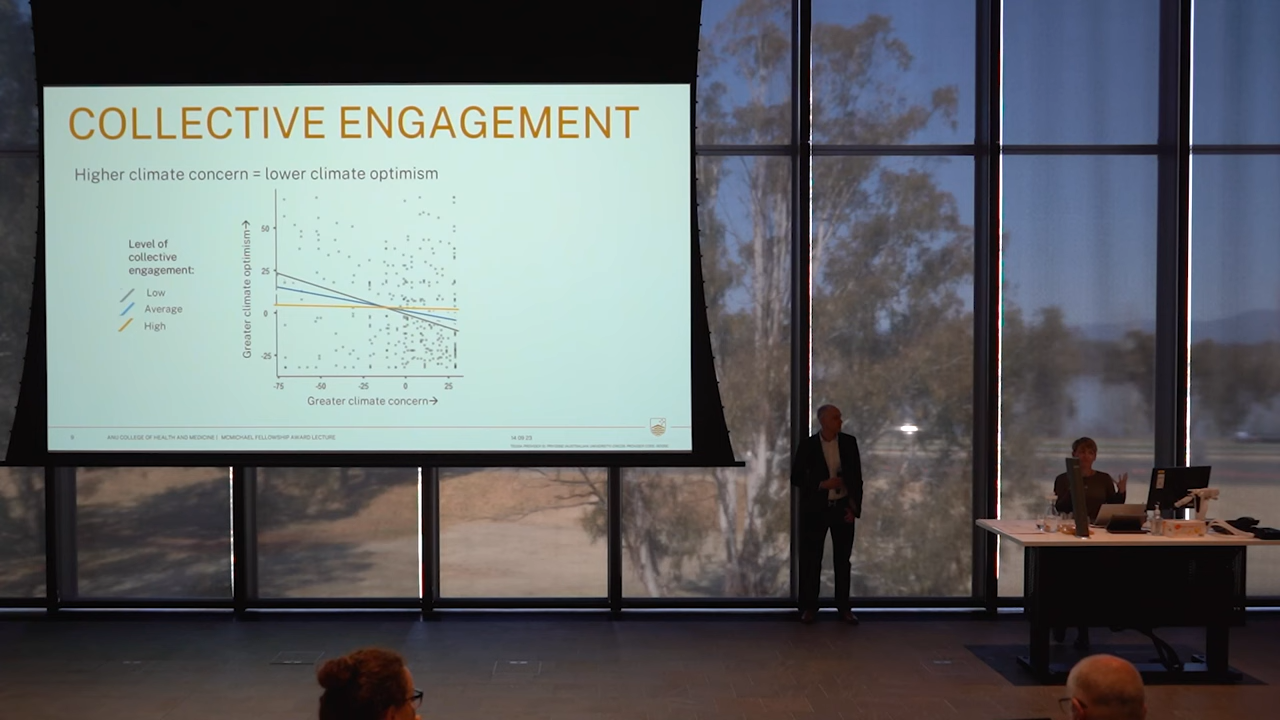 COLLECTIVE ENGAGEMENT
Higher climate concern = lower climate optimism
Level of
collective
engagement:
Low
Average
High
Greater climate optimism→
50
25
0
-25
-75
-50
-25
0
25
Greater climate concern→
ANU COLLEGE OF HEALTH AND MEDICINE | MCMICHAEL FELLOWSHIP AWARD LECTURE